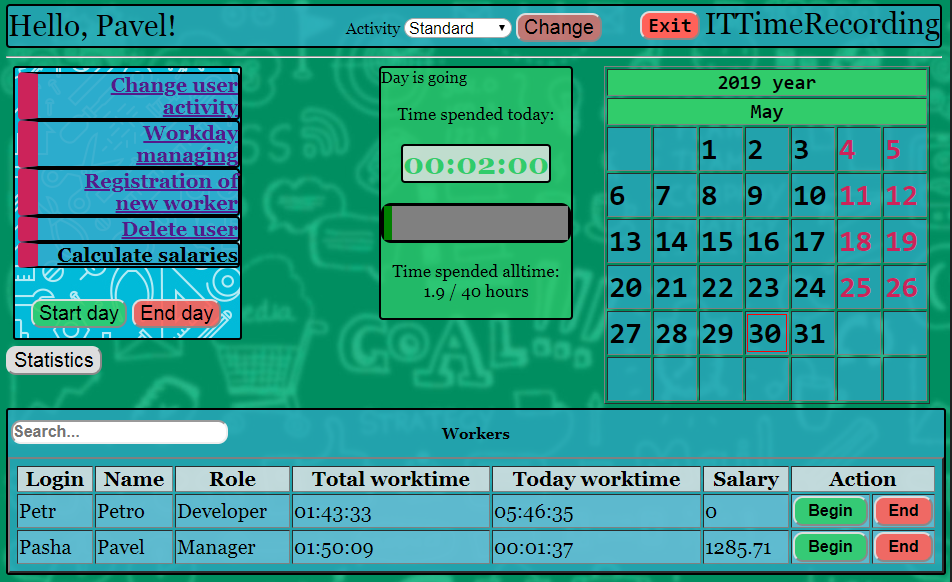 Hello, Pavel!
Activity Standard Change
Exit ITTimeRecording
Change user
activity
Workday
managing
Registration of
new worker
Delete user
Calculate salaries
Start day End day
Statistics
Day is going
Time spended today:
00:02:00
Time spended alltime:
1.9 / 40 hours
2019 year
May
1 2 3 4 5
6 7 8 9 10 11 12
13 14 15 16 17 18 19
20 21 22 23 24 25 26
27 28 29 30 31
Search...
Workers
Login Name Role Total worktime Today worktime Salary Action
Petr Petro Developer 01:43:33 05:46:35 0 Begin End
Pasha Pavel Manager 01:50:09 00:01:37 1285.71 Begin End
GOAL...
STRATEGY